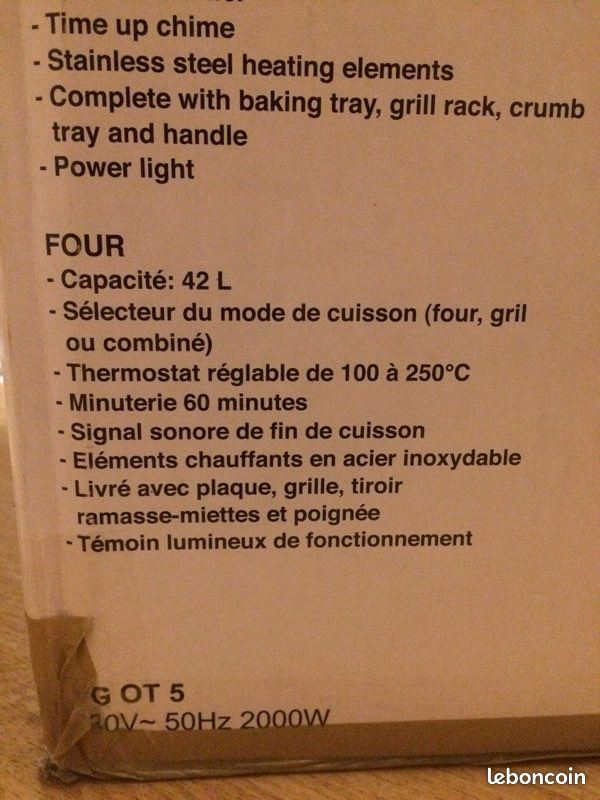 - Time up chime
- Stainless steel heating elements
- Complete with baking tray, grill rack, crumb
tray and handle
- Power light
FOUR
- Capacité: 42 L
- Sélecteur du mode de cuisson (four, gril
ou combiné)
- Thermostat réglable de 100 à 250°C
- Minuterie 60 minutes
- Signal sonore de fin de cuisson
- Eléments chauffants en acier inoxydable
- Livré avec plaque, grille, tiroir
ramasse-miettes et poignée
- Témoin lumineux de fonctionnement
G OT 5
30V~ 50Hz 2000W
leboncoin